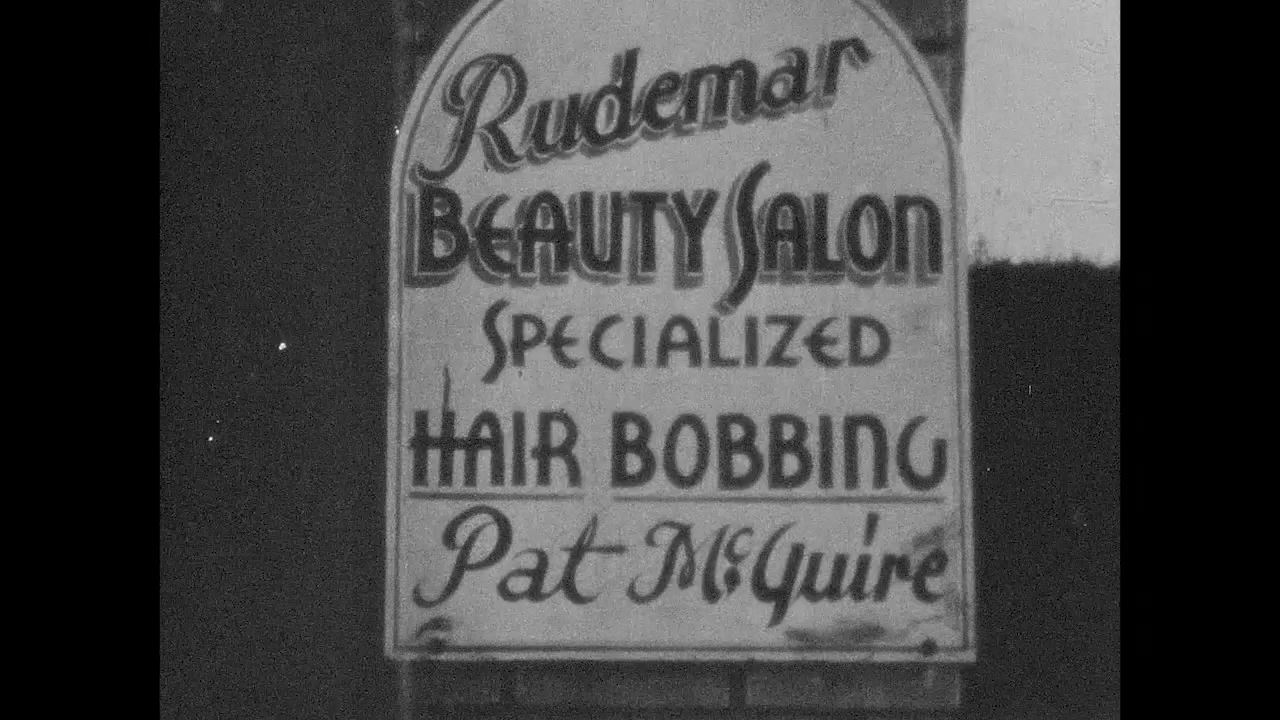 Rudemar
BEAUTY SALON
SPECIALIZED
HAIR BOBBING
Pat McGuire